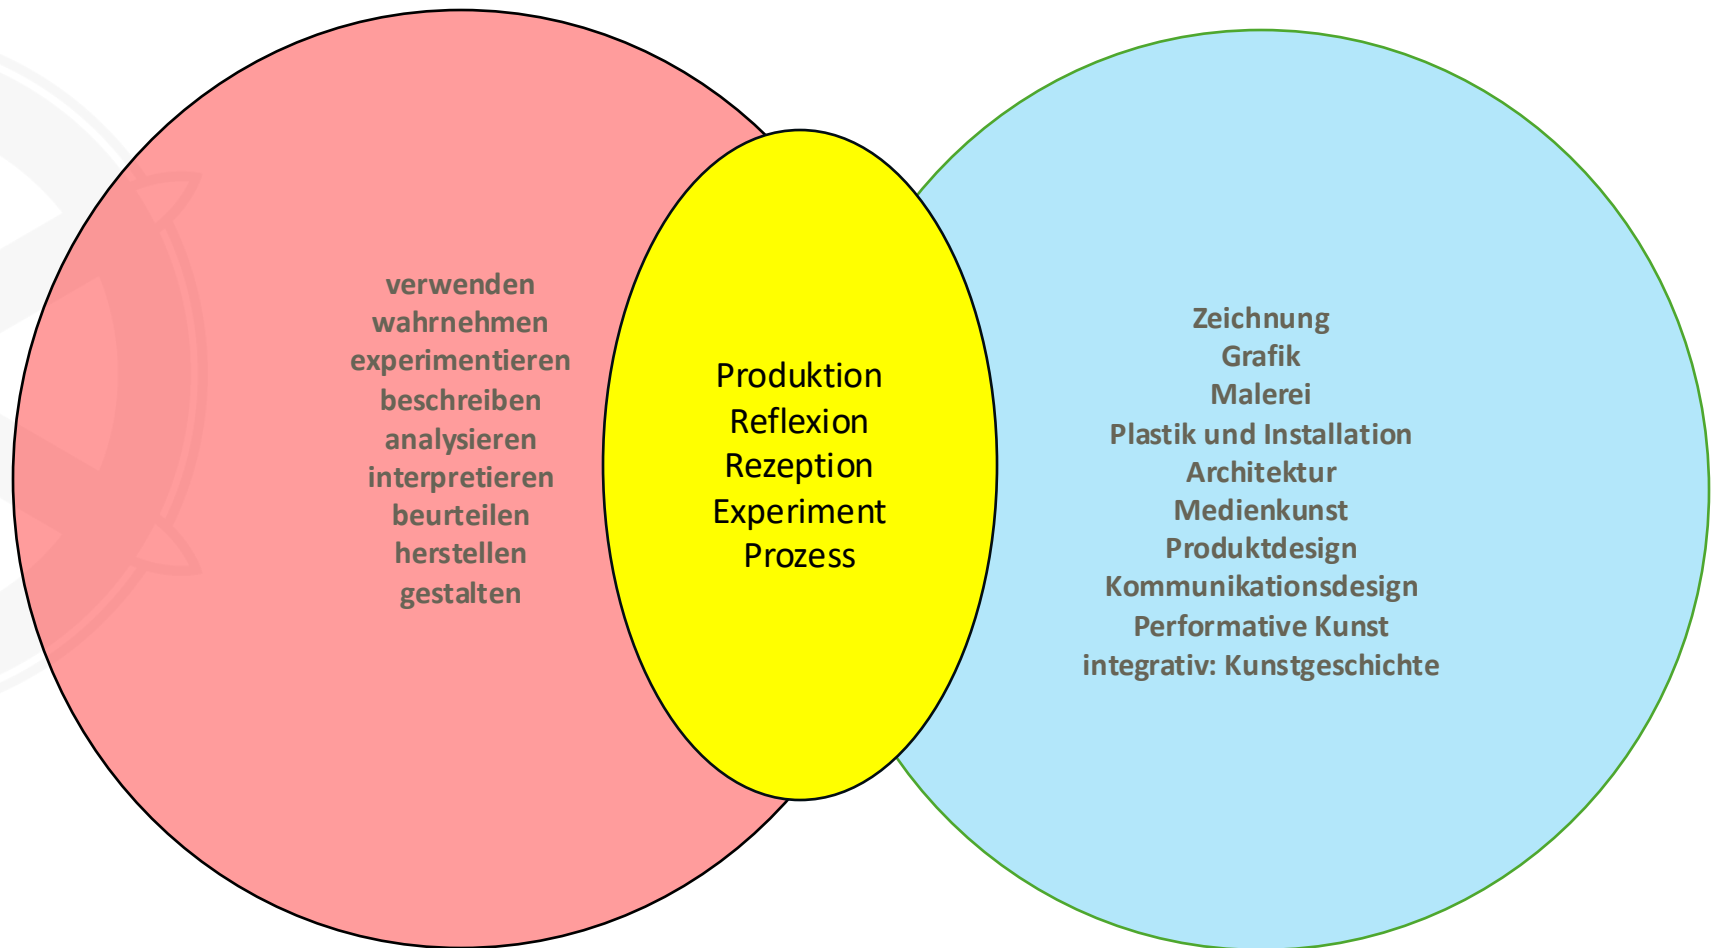 verwenden
wahrnehmen
experimentieren
beschreiben
analysieren
interpretieren
beurteilen
herstellen
gestalten
Produktion
Reflexion
Rezeption
Experiment
Prozess
Zeichnung
Grafik
Malerei
Plastik und Installation
Architektur
Medienkunst
Produktdesign
Kommunikationsdesign
Performative Kunst
integrativ: Kunstgeschichte